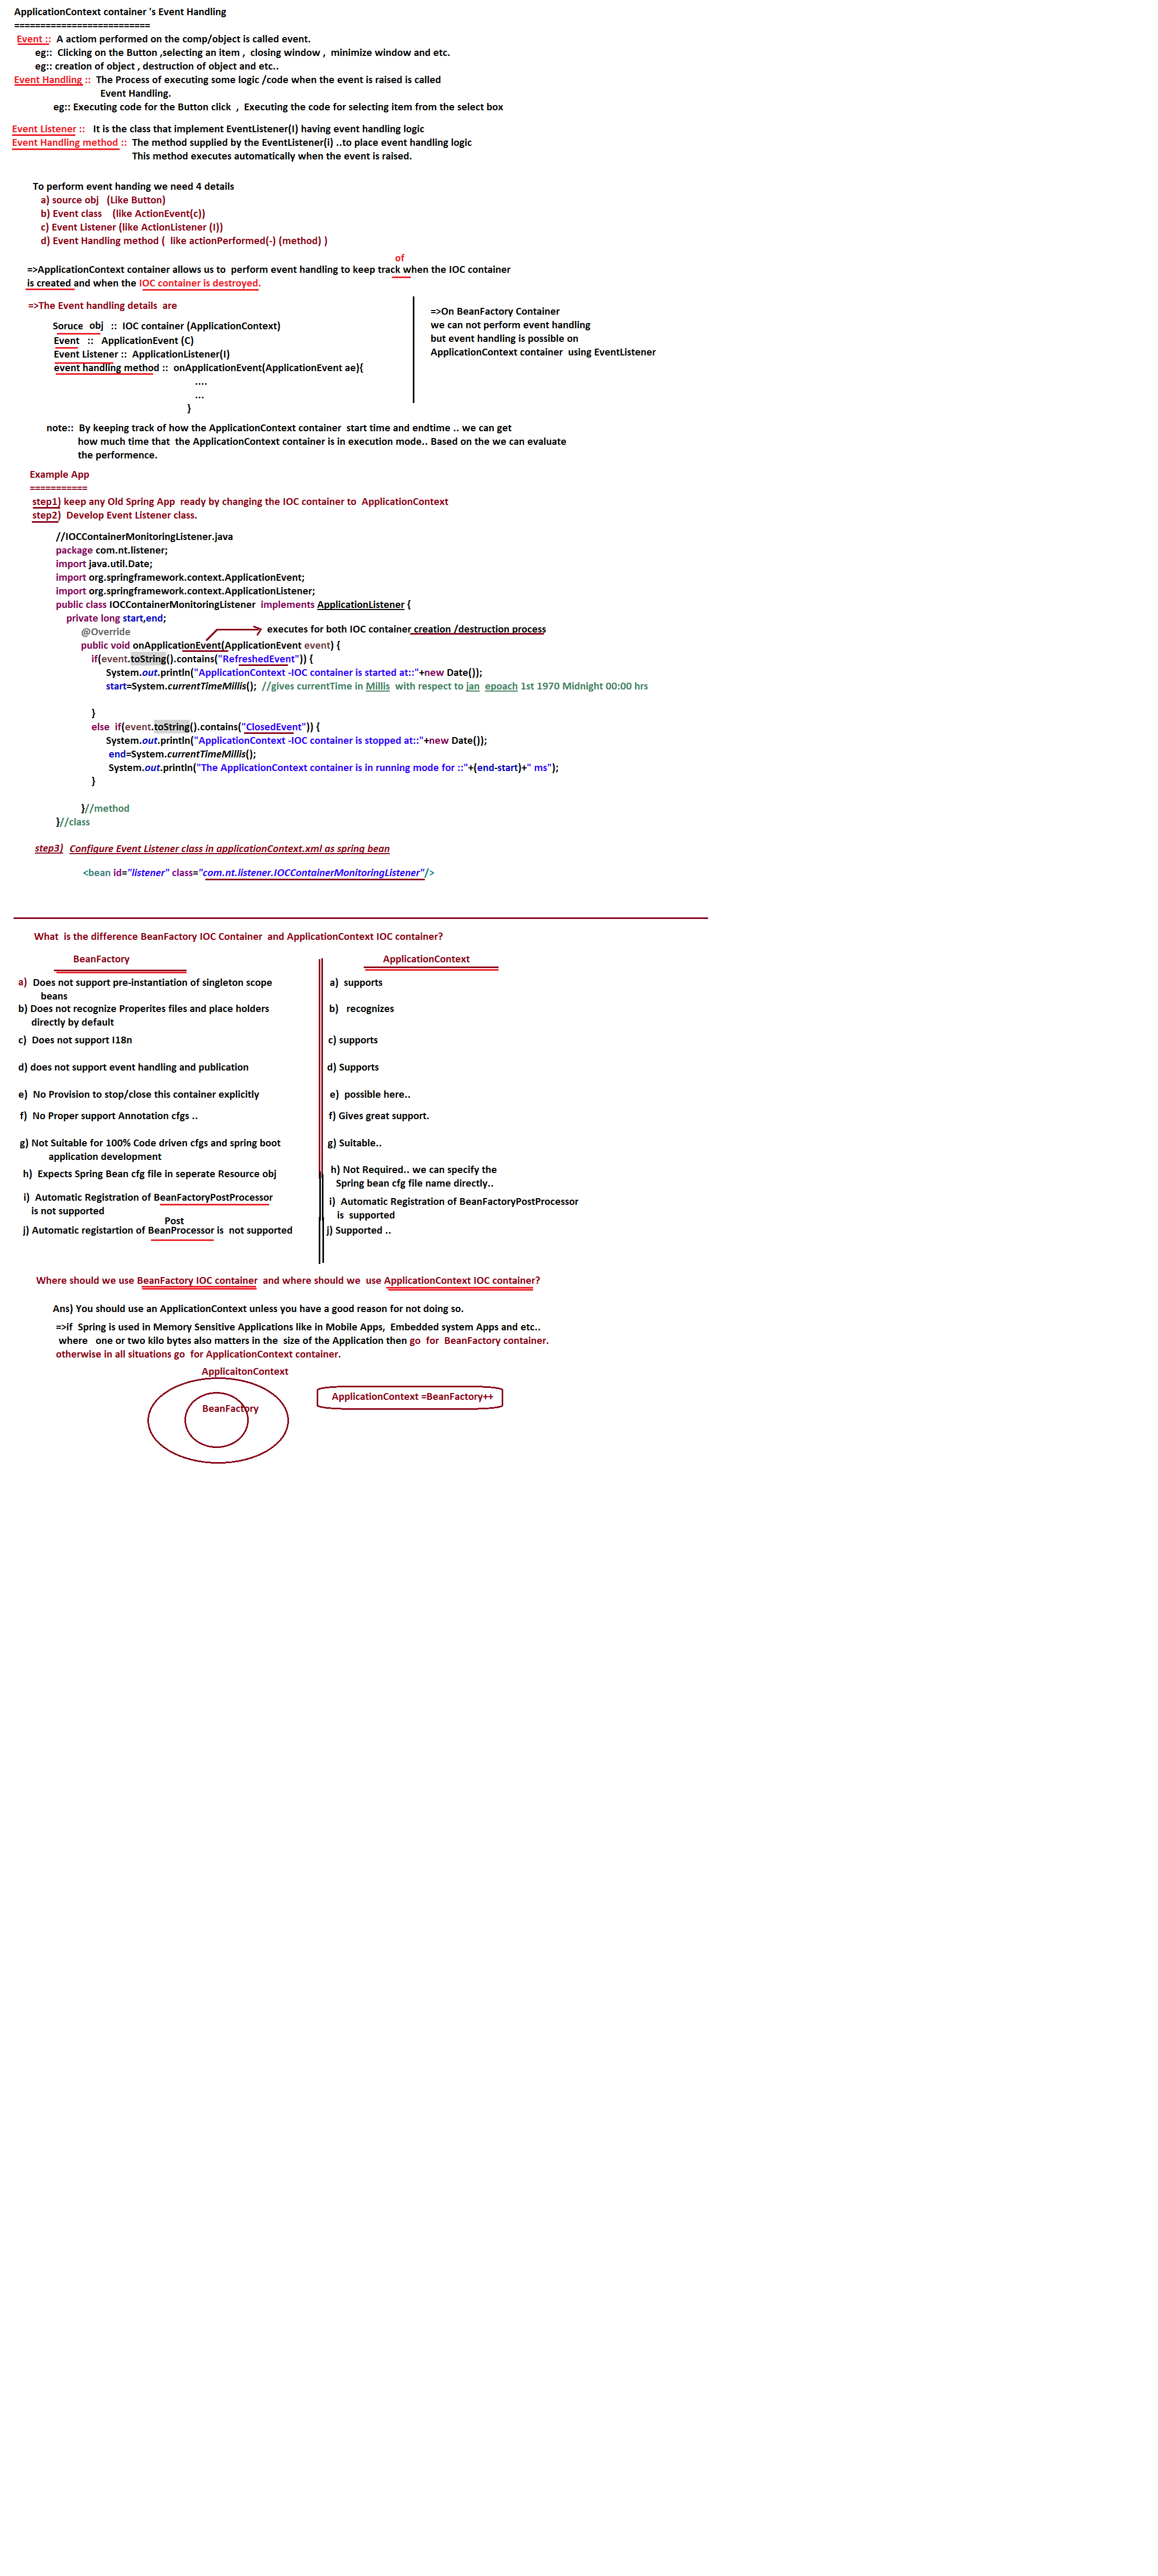 ApplicationContext container 's Event Handling
==========================
Event ::  A actiom performed on the comp/object is called event.
eg::  Clicking on the Button ,selecting an item ,  closing window ,  minimize window and etc.
eg:: creation of object , destruction of object and etc..
Event Handling ::  The Process of executing some logic /code when the event is raised is called
Event Handling.
eg:: Executing code for the Button click  ,  Executing the code for selecting item from the select box
Event Listener ::   It is the class that implement EventListener(I) having event handling logic
Event Handling method ::  The method supplied by the EventListener(i) ..to place event handling logic
This method executes automatically when the event is raised.
To perform event handing we need 4 details
a) source obj   (Like Button)
b) Event class    (like ActionEvent(c))
c) Event Listener (like ActionListener (I))
d) Event Handling method (  like actionPerformed(-) (method) )
of
=>ApplicationContext container allows us to  perform event handling to keep track when the IOC container
is created and when the IOC container is destroyed.
=>The Event handling details  are
Soruce  obj   ::  IOC container (ApplicationContext)
Event   ::   ApplicationEvent (C)
Event Listener ::  ApplicationListener(I)
event handling method ::  onApplicationEvent(ApplicationEvent ae){
....
...
}
=>On BeanFactory Container
we can not perform event handling
but event handling is possible on
ApplicationContext container  using EventListener
note::  By keeping track of how the ApplicationContext container  start time and endtime .. we can get
how much time that  the ApplicationContext container is in execution mode.. Based on the we can evaluate
the performence.
Example App
===========
step1) keep any Old Spring App  ready by changing the IOC container to  ApplicationContext
step2)  Develop Event Listener class.
//IOCContainerMonitoringListener.java
package com.nt.listener;
import java.util.Date;
import org.springframework.context.ApplicationEvent;
import org.springframework.context.ApplicationListener;
public class IOCContainerMonitoringListener  implements ApplicationListener {
private long start,end;
@Override
executes for both IOC container creation /destruction process
public void onApplicationEvent(ApplicationEvent event) {
if(event.toString().contains("RefreshedEvent")) {
System.out.println("ApplicationContext -IOC container is started at::"+new Date());
start=System.currentTimeMillis();  //gives currentTime in Millis  with respect to jan  epoach 1st 1970 Midnight 00:00 hrs
}
else  if(event.toString().contains("ClosedEvent")) {
System.out.println("ApplicationContext -IOC container is stopped at::"+new Date());
end=System.currentTimeMillis();
System.out.println("The ApplicationContext container is in running mode for ::"+(end-start)+" ms");
}
}//method
}//class
step3)  Configure Event Listener class in applicationContext.xml as spring bean
<bean id="listener" class="com.nt.listener.IOCContainerMonitoringListener"/>
What  is the difference BeanFactory IOC Container  and ApplicationContext IOC container?
BeanFactory
ApplicationContext
a)  Does not support pre-instantiation of singleton scope
beans
a)  supports
b) Does not recognize Properites files and place holders
directly by default
b)   recognizes
c)  Does not support I18n
c) supports
d) does not support event handling and publication
d) Supports
e)  No Provision to stop/close this container explicitly
e)  possible here..
f)  No Proper support Annotation cfgs ..
f) Gives great support.
g) Not Suitable for 100% Code driven cfgs and spring boot
application development
g) Suitable..
h)  Expects Spring Bean cfg file in seperate Resource obj
h) Not Required.. we can specify the
Spring bean cfg file name directly..
i)  Automatic Registration of BeanFactoryPostProcessor
is not supported
i)  Automatic Registration of BeanFactoryPostProcessor
is  supported
Post
j) Automatic registartion of BeanProcessor is  not supported
j) Supported ..
Where should we use BeanFactory IOC container  and where should we  use ApplicationContext IOC container?
Ans) You should use an ApplicationContext unless you have a good reason for not doing so.
=>if  Spring is used in Memory Sensitive Applications like in Mobile Apps,  Embedded system Apps and etc..
where   one or two kilo bytes also matters in the  size of the Application then go  for  BeanFactory container.
otherwise in all situations go  for ApplicationContext container.
ApplicaitonContext
BeanFactory
ApplicationContext =BeanFactory++